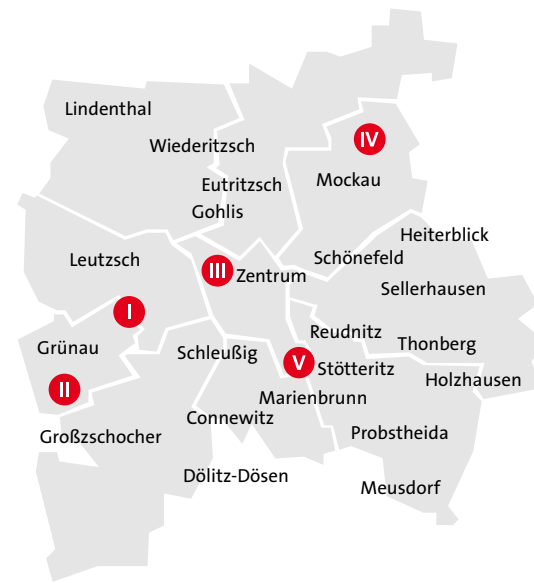 Lindenthal
Wiederitzsch
IV
Eutritzsch
Mockau
Gohlis
Heiterblick
Leutzsch
Schönefeld
III
Zentrum
Sellerhausen
I
Reudnitz
Grünau
Thonberg
Schleußig
V
Stötteritz
II
Holzhausen
Marienbrunn
Connewitz
Großzschocher
Probstheida
Dölitz-Dösen
Meusdorf